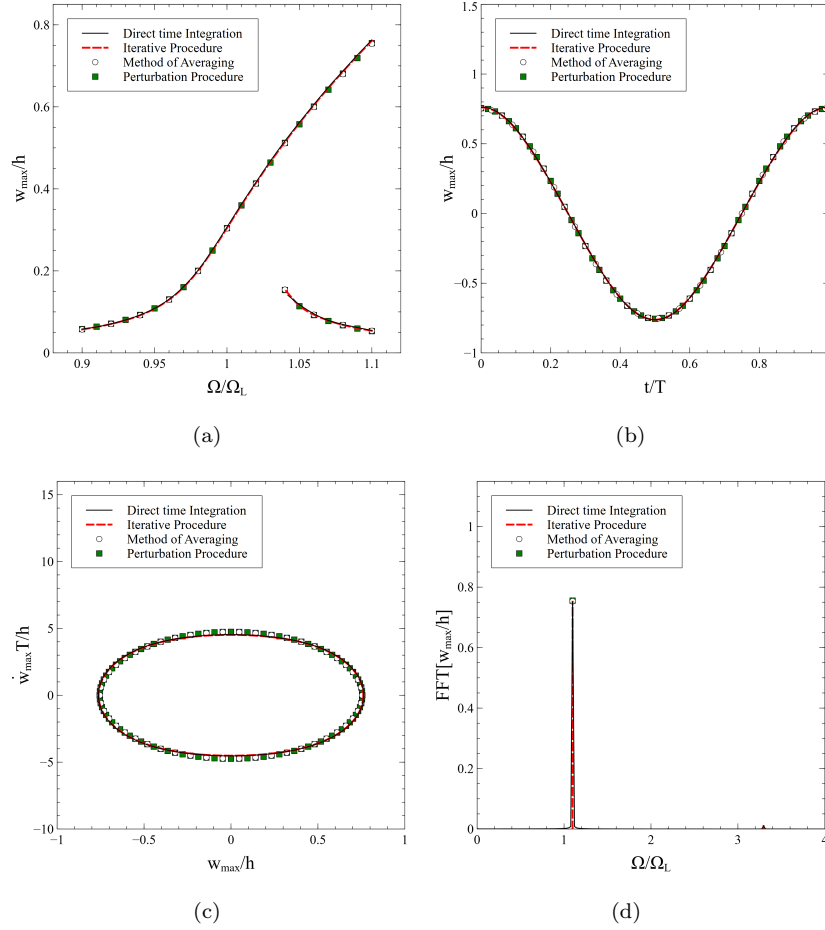 Direct time Integration
Iterative Procedure
Method of Averaging
Perturbation Procedure
0.8
0.6
0.4
0.2
0
0.9
0.95
1
1.05
1.1
w_max/h
Ω/Ω_L
(a)
Direct time Integration
Iterative Procedure
Method of Averaging
Perturbation Procedure
1.5
1
0.5
0
−0.5
−1
0
0.2
0.4
0.6
0.8
w_max/h
t/T
(b)
Direct time Integration
Iterative Procedure
Method of Averaging
Perturbation Procedure
15
10
5
0
−5
−10
−1
−0.5
0
0.5
1
ẇ_maxT/h
w_max/h
(c)
Direct time Integration
Iterative Procedure
Method of Averaging
Perturbation Procedure
1
0.8
0.6
0.4
0.2
0
0
1
2
3
4
FFT[w_max/h]
Ω/Ω_L
(d)